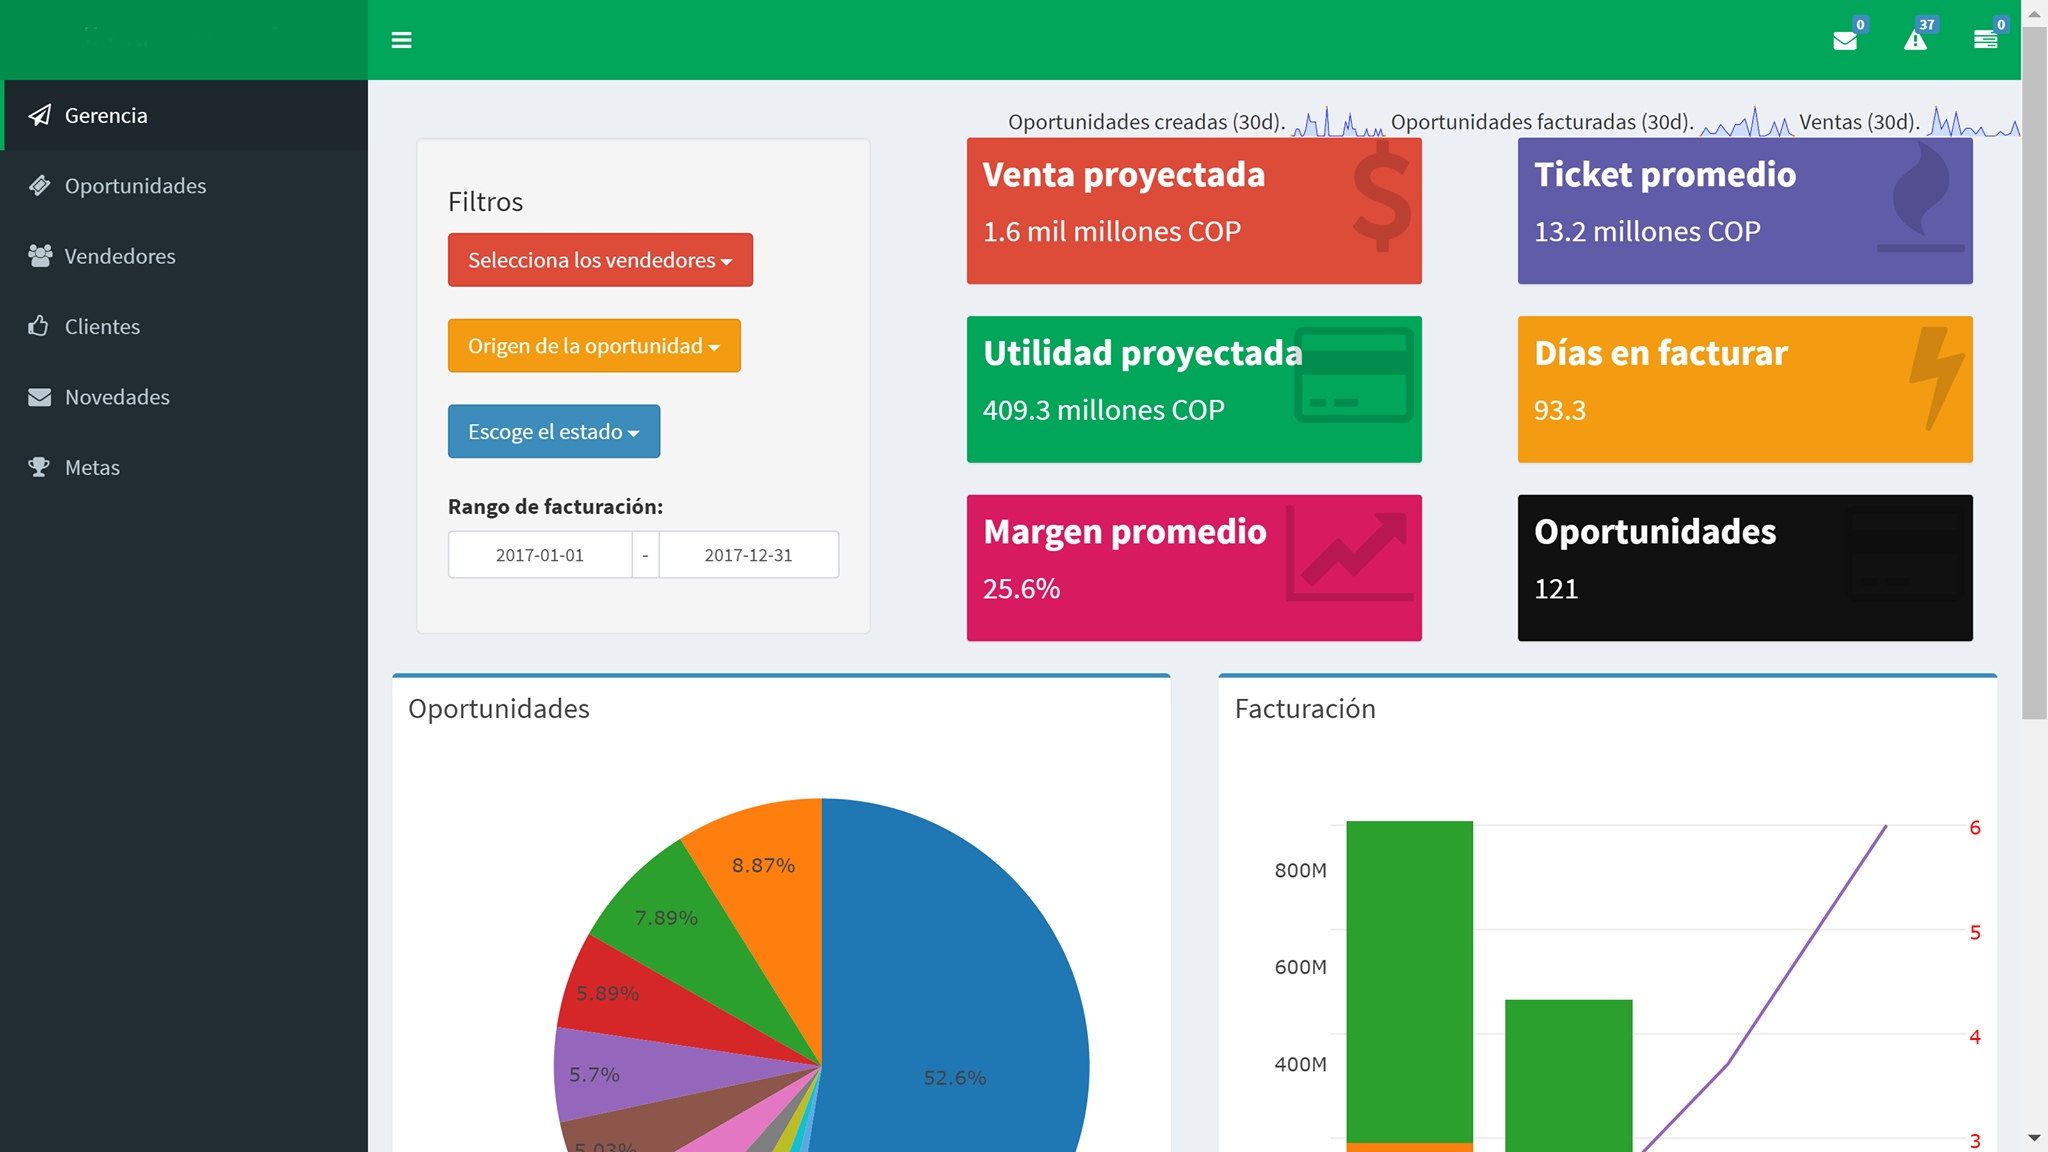 0
37
0
Gerencia
Oportunidades
Vendedores
Clientes
Novedades
Metas
Oportunidades creadas (30d).
Oportunidades facturadas (30d).
Ventas (30d).
Filtros
Selecciona los vendedores
Origen de la oportunidad
Escoge el estado
Rango de facturación:
2017-01-01 - 2017-12-31
Venta proyectada
1.6 mil millones COP
Ticket promedio
13.2 millones COP
Utilidad proyectada
409.3 millones COP
Días en facturar
93.3
Margen promedio
25.6%
Oportunidades
121
Oportunidades
8.87%
7.89%
5.89%
5.7%
5.03%
52.6%
Facturación
800M
600M
400M
6
5
4
3